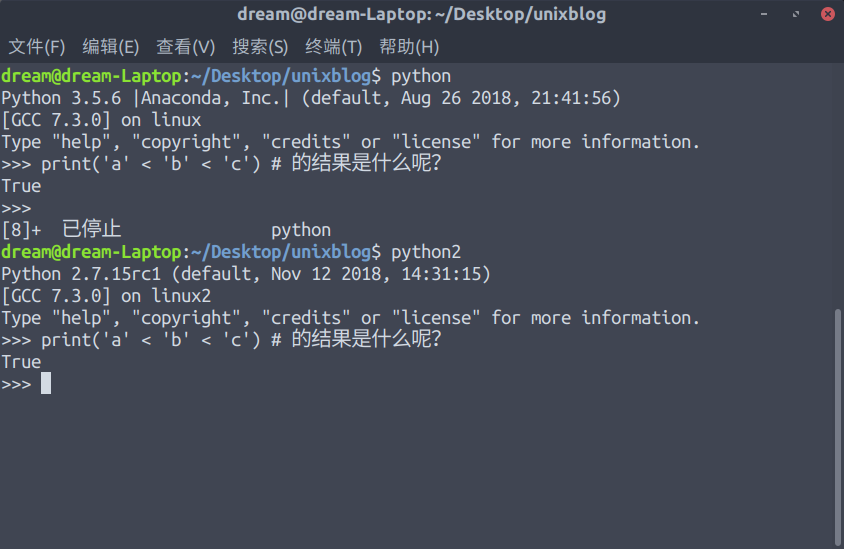 dream@dream-Laptop: ~/Desktop/unixblog
文件(F) 编辑(E) 查看(V) 搜索(S) 终端(T) 帮助(H)
dream@dream-Laptop:~/Desktop/unixblog$ python
Python 3.5.6 |Anaconda, Inc.| (default, Aug 26 2018, 21:41:56)
[GCC 7.3.0] on linux
Type "help", "copyright", "credits" or "license" for more information.
>>> print('a' < 'b' < 'c') # 的结果是什么呢?
True
>>>
[8]+  已停止               python
dream@dream-Laptop:~/Desktop/unixblog$ python2
Python 2.7.15rc1 (default, Nov 12 2018, 14:31:15)
[GCC 7.3.0] on linux2
Type "help", "copyright", "credits" or "license" for more information.
>>> print('a' < 'b' < 'c') # 的结果是什么呢?
True
>>>